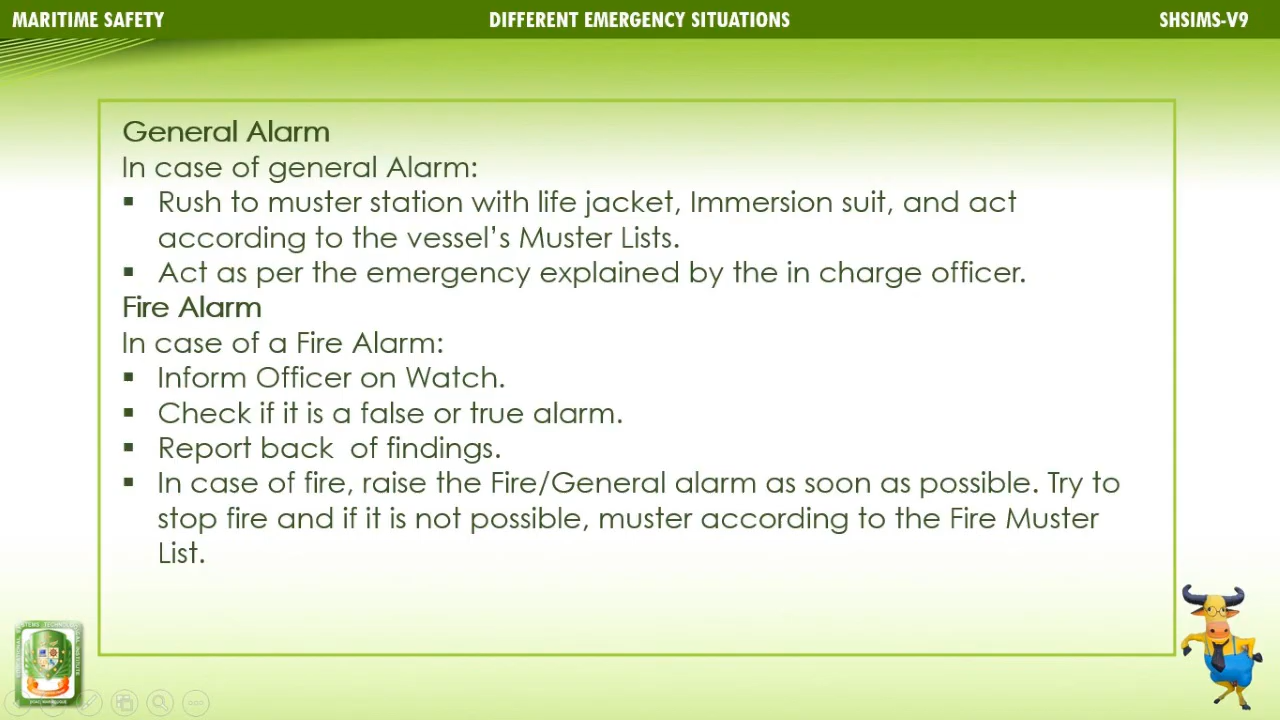 MARITIME SAFETY
DIFFERENT EMERGENCY SITUATIONS
SHSIMS-V9
General Alarm
In case of general Alarm:
▪ Rush to muster station with life jacket, Immersion suit, and act
according to the vessel’s Muster Lists.
▪ Act as per the emergency explained by the in charge officer.
Fire Alarm
In case of a Fire Alarm:
▪ Inform Officer on Watch.
▪ Check if it is a false or true alarm.
▪ Report back  of findings.
▪ In case of fire, raise the Fire/General alarm as soon as possible. Try to
stop fire and if it is not possible, muster according to the Fire Muster
List.